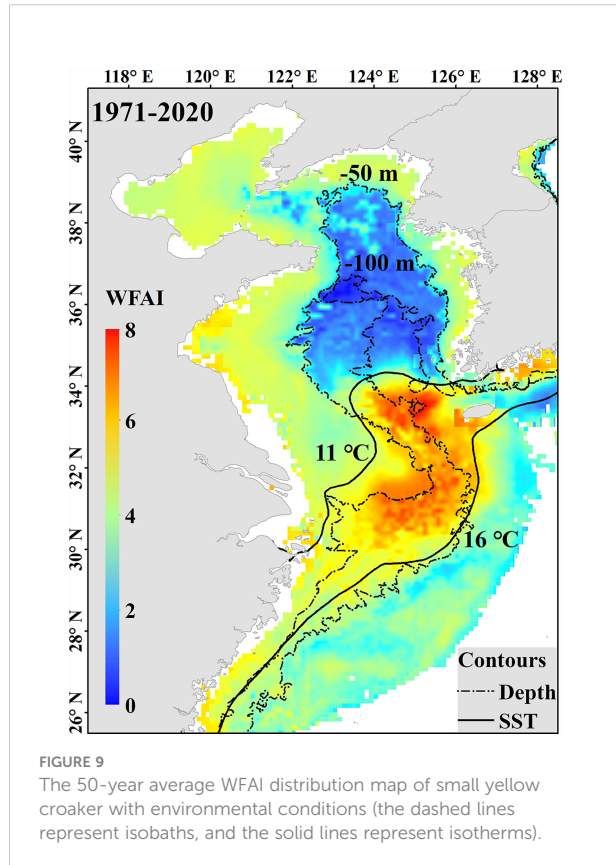 118° E 120° E 122° E 124° E 126° E 128° E
1971-2020
40° N
38° N
36° N
34° N
32° N
30° N
28° N
26° N
-50 m
-100 m
WFAI
8
6
4
2
0
11 °C
16 °C
Contours
Depth
SST
FIGURE 9
The 50-year average WFAI distribution map of small yellow
croaker with environmental conditions (the dashed lines
represent isobaths, and the solid lines represent isotherms).